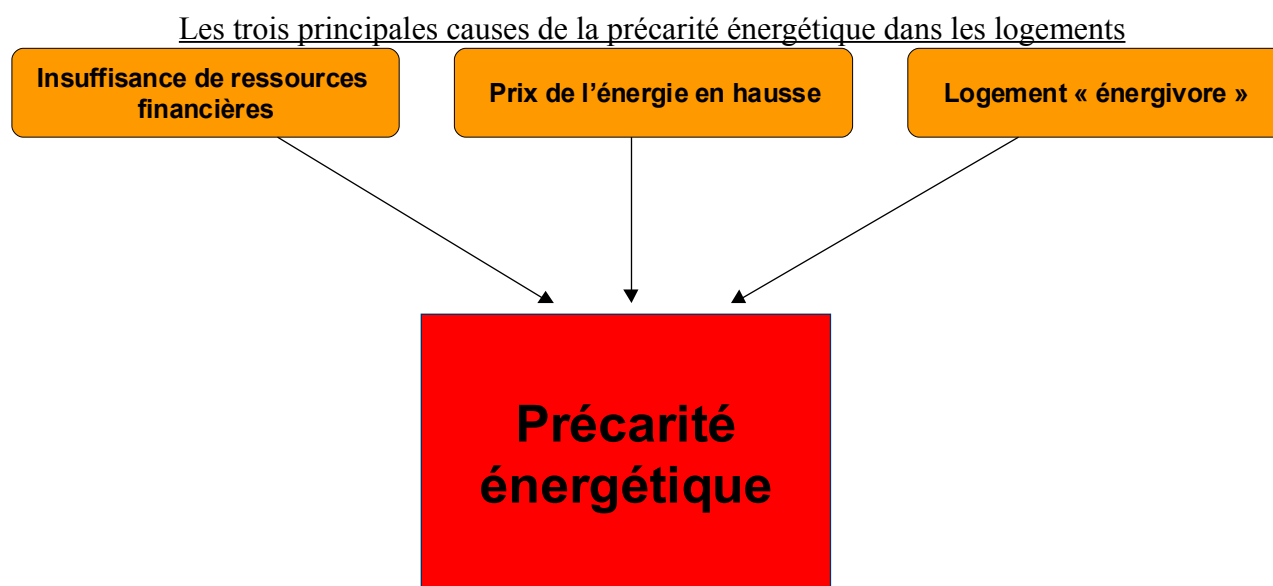 Les trois principales causes de la précarité énergétique dans les logements
Insuffisance de ressources
financières
Prix de l’énergie en hausse
Logement « énergivore »
Précarité
énergétique